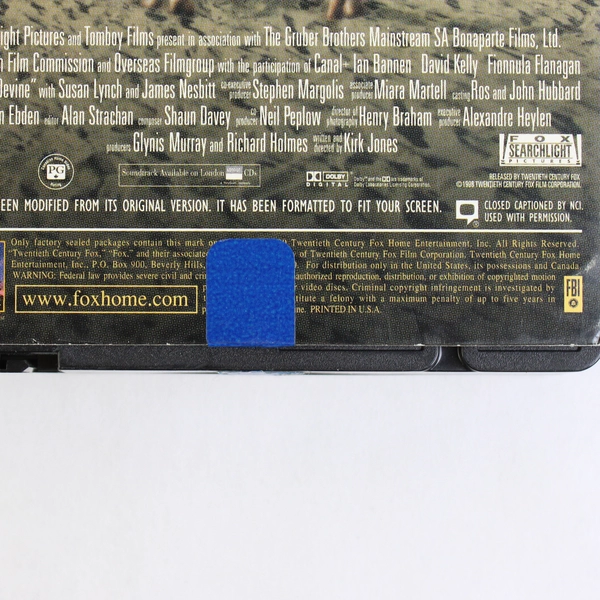 ight Pictures and Tomboy Films present in association with The Gruber Brothers Mainstream SA Bonaparte Films, Ltd.
Film Commission and Overseas Filmgroup with the participation of Canal+ Ian Bannen David Kelly Fionnula Flanagan
Devine" with Susan Lynch and James Nesbitt co-executive producer Stephen Margolis associate producer Miara Martell casting Ros and John Hubbard
n Ebden editor Alan Strachan composer Shaun Davey co producer Neil Peplow director of photography Henry Braham executive producer Alexandre Heylen
producers Glynis Murray and Richard Holmes written and directed by Kirk Jones
FOX
SEARCHLIGHT
PICTURES
PG
Soundtrack Available on London CDs
DOLBY
DIGITAL
RELEASED BY TWENTIETH CENTURY FOX
©1998 TWENTIETH CENTURY FOX FILM CORPORATION.
EEN MODIFIED FROM ITS ORIGINAL VERSION. IT HAS BEEN FORMATTED TO FIT YOUR SCREEN.
CLOSED CAPTIONED BY NCI.
USED WITH PERMISSION.
Only factory sealed packages contain this mark on Twentieth Century Fox Home Entertainment, Inc. All Rights Reserved.
"Twentieth Century Fox," "Fox," and their associated y of Twentieth Century Fox Film Corporation. Twentieth Century Fox Home
Entertainment, Inc., P.O. Box 900, Beverly Hills, For distribution only in the United States, its possessions and Canada.
WARNING: Federal law provides severe civil and cri authorized reproduction, distribution, or exhibition of copyrighted motion
r video discs. Criminal copyright infringement is investigated by
titute a felony with a maximum penalty of up to five years in
ne. PRINTED IN U.S.A.
www.foxhome.com
FBI